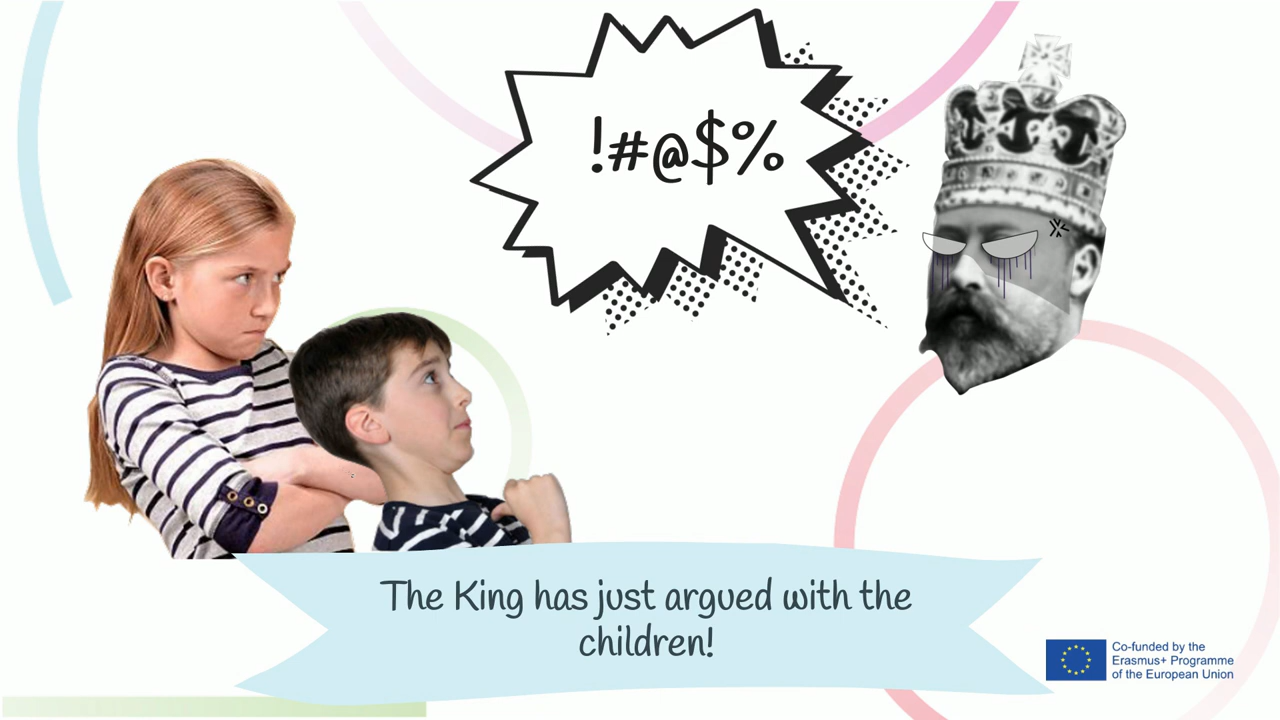 !#@$%
The King has just argued with the
children!
Co-funded by the
Erasmus+ Programme
of the European Union